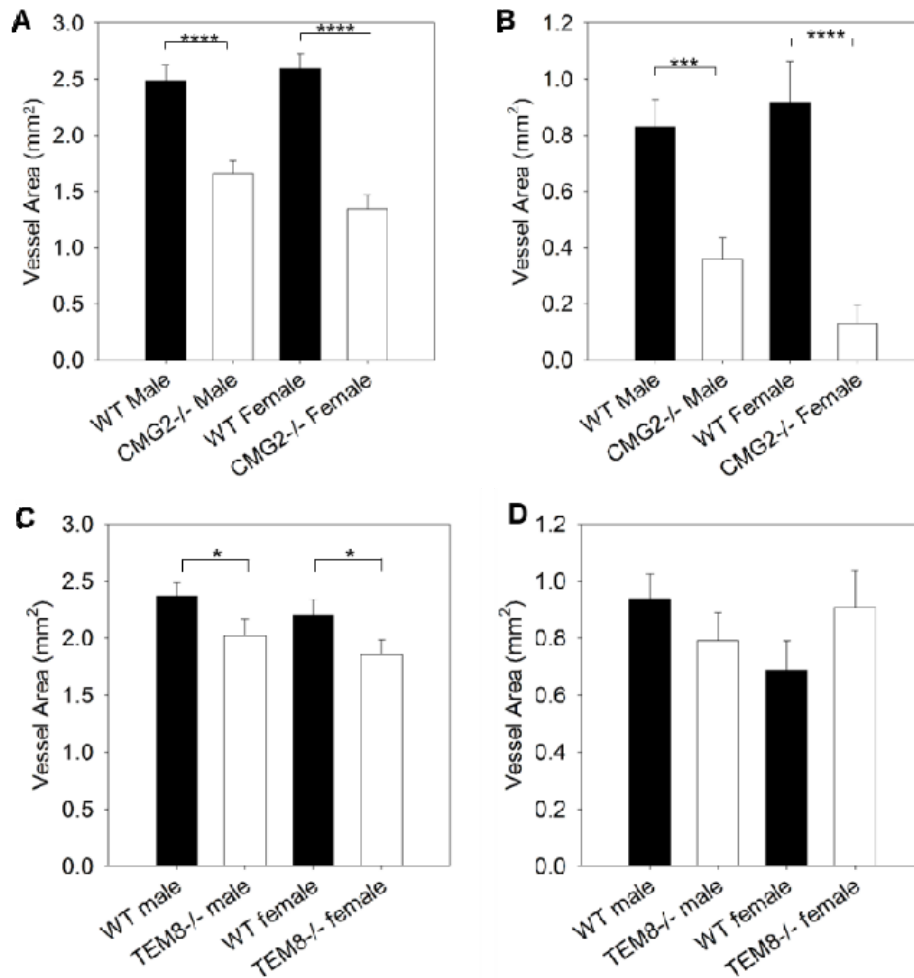 A
Vessel Area (mm²)
3.0
2.5
2.0
1.5
1.0
0.5
0.0
****
****
WT Male
CMG2-/- Male
WT Female
CMG2-/- Female
B
Vessel Area (mm²)
1.2
1.0
0.8
0.6
0.4
0.2
0.0
***
****
WT Male
CMG2-/- Male
WT Female
CMG2-/- Female
C
Vessel Area (mm²)
3.0
2.5
2.0
1.5
1.0
0.5
0.0
*
*
WT male
TEM8-/- male
WT female
TEM8-/- female
D
Vessel Area (mm²)
1.2
1.0
0.8
0.6
0.4
0.2
0.0
WT male
TEM8-/- male
WT female
TEM8-/- female